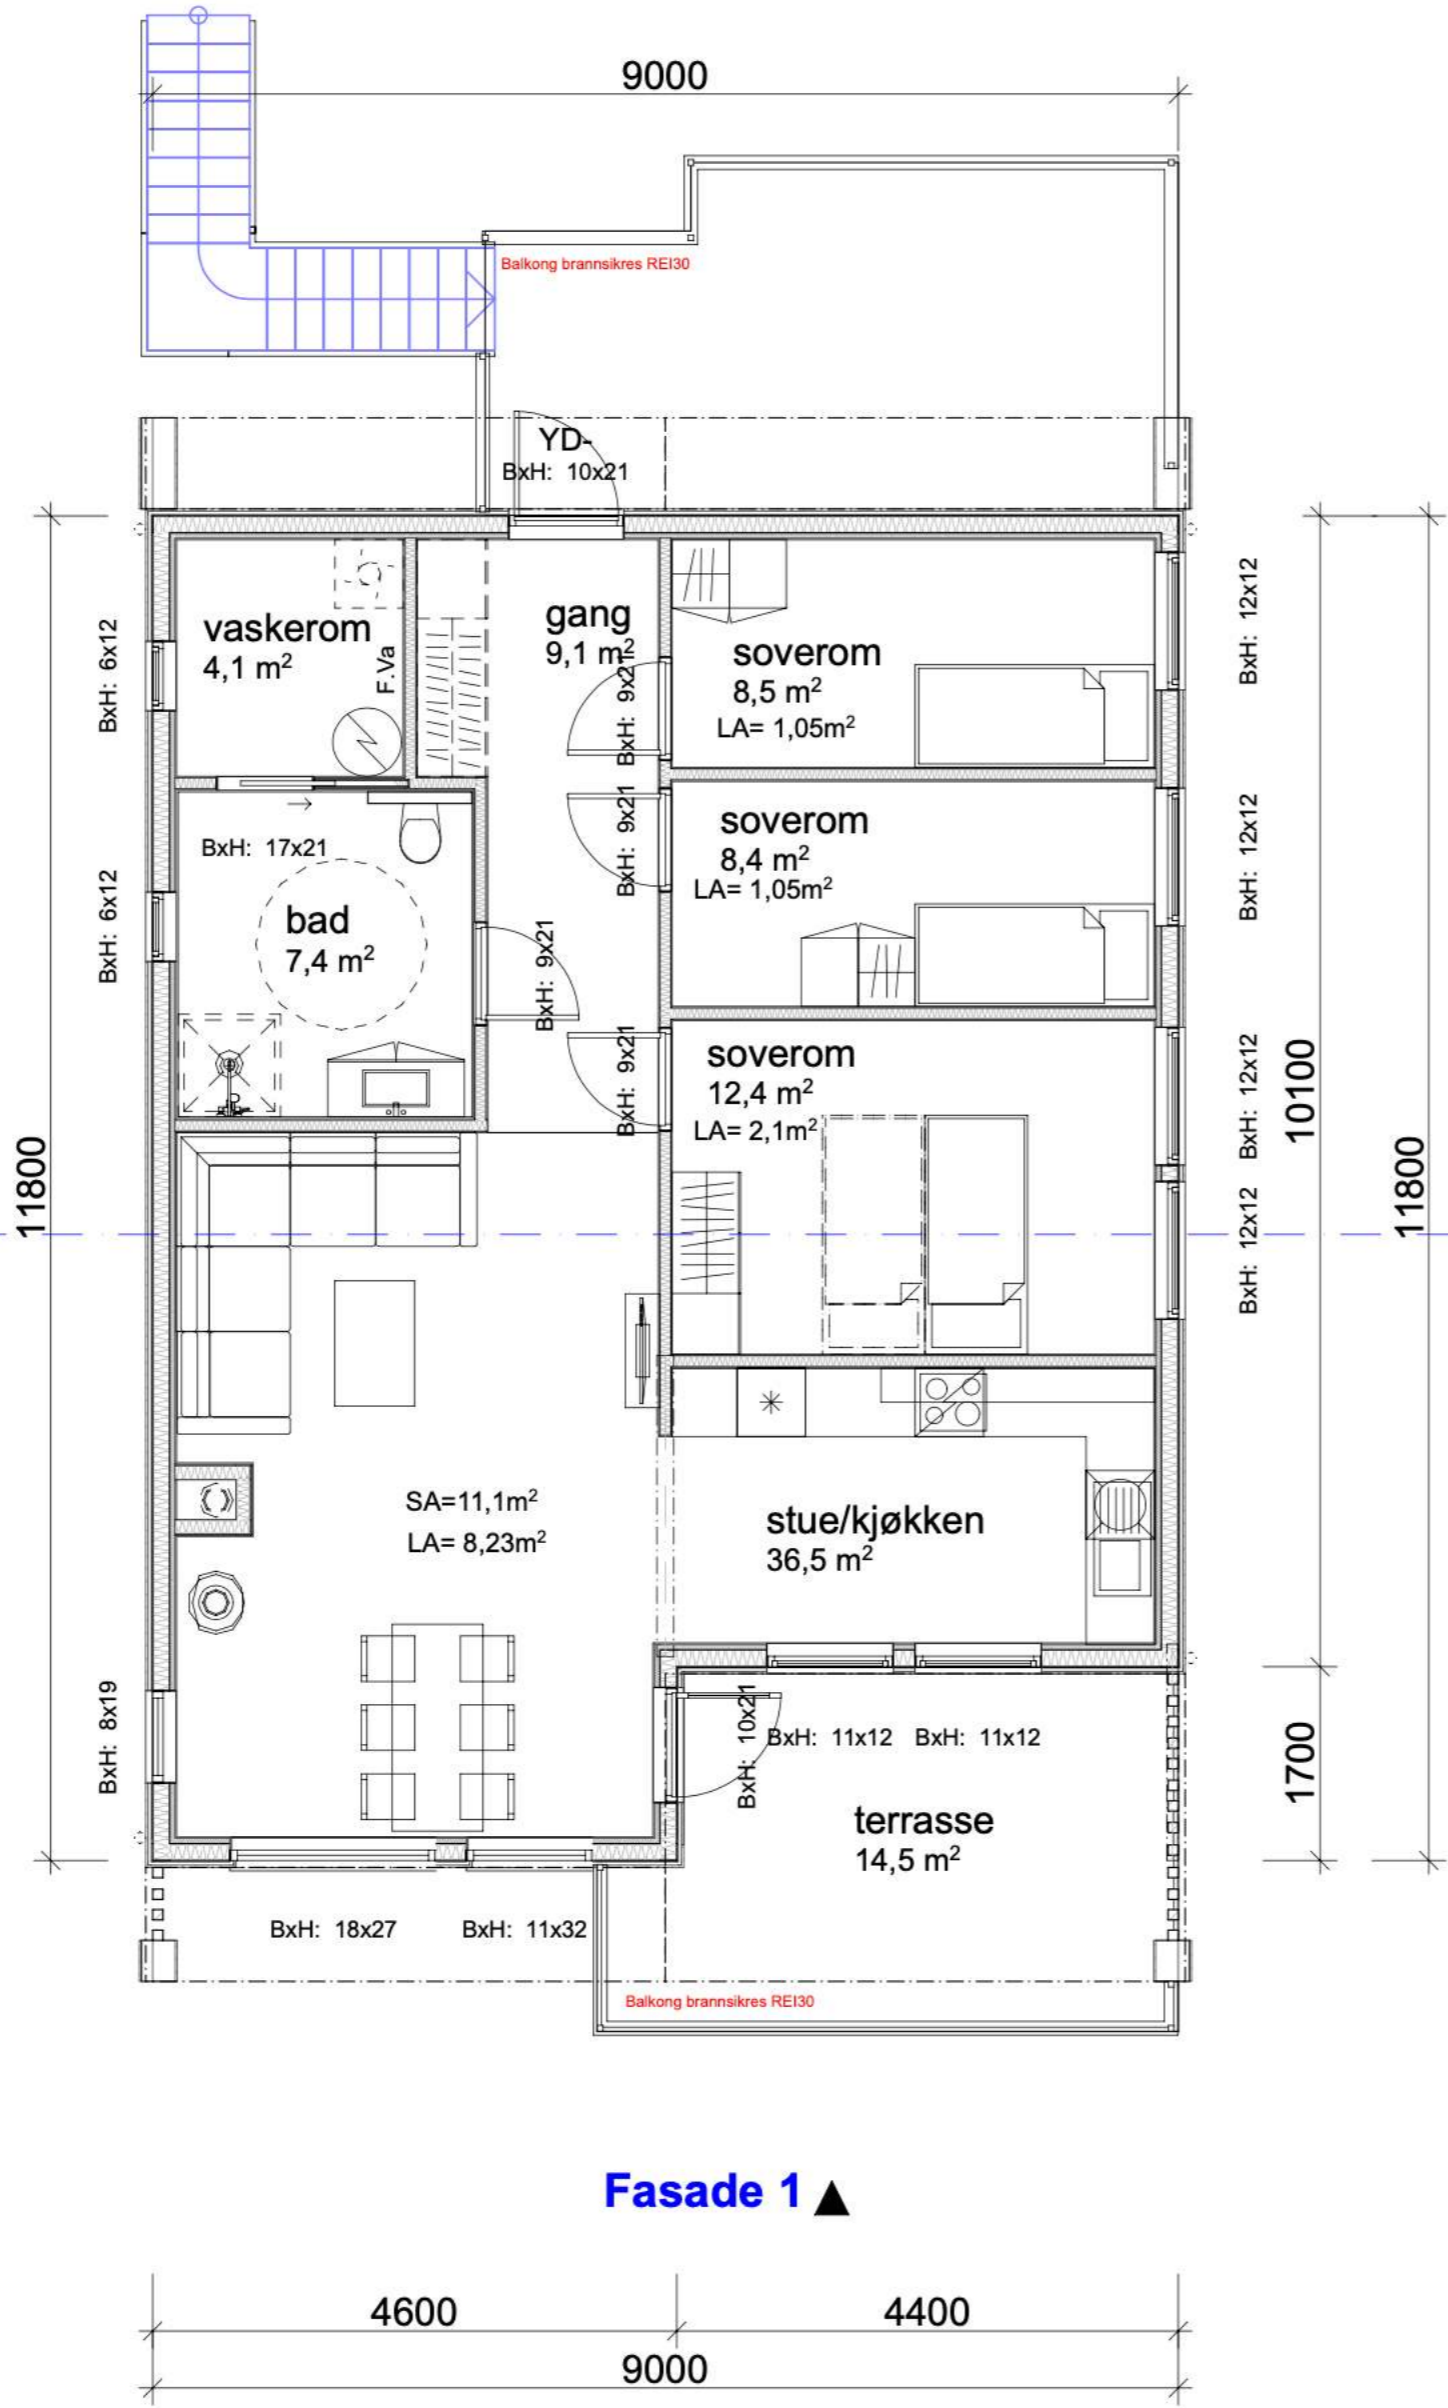 9000
Balkong brannsikres REI30
YD-
BxH: 10x21
vaskerom
4,1 m²
F.Va
gang
9,1 m²
BxH: 9x21
soverom
8,5 m²
LA= 1,05m²
BxH: 6x12
BxH: 12x12
BxH: 17x21
BxH: 9x21
soverom
8,4 m²
LA= 1,05m²
BxH: 12x12
BxH: 6x12
bad
7,4 m²
BxH: 9x21
BxH: 9x21
soverom
12,4 m²
LA= 2,1m²
BxH: 12x12
BxH: 12x12
10100
11800
11800
SA=11,1m²
LA= 8,23m²
stue/kjøkken
36,5 m²
BxH: 8x19
BxH: 10x21
BxH: 11x12 BxH: 11x12
1700
terrasse
14,5 m²
BxH: 18x27 BxH: 11x32
Balkong brannsikres REI30
Fasade 1
4600 4400
9000